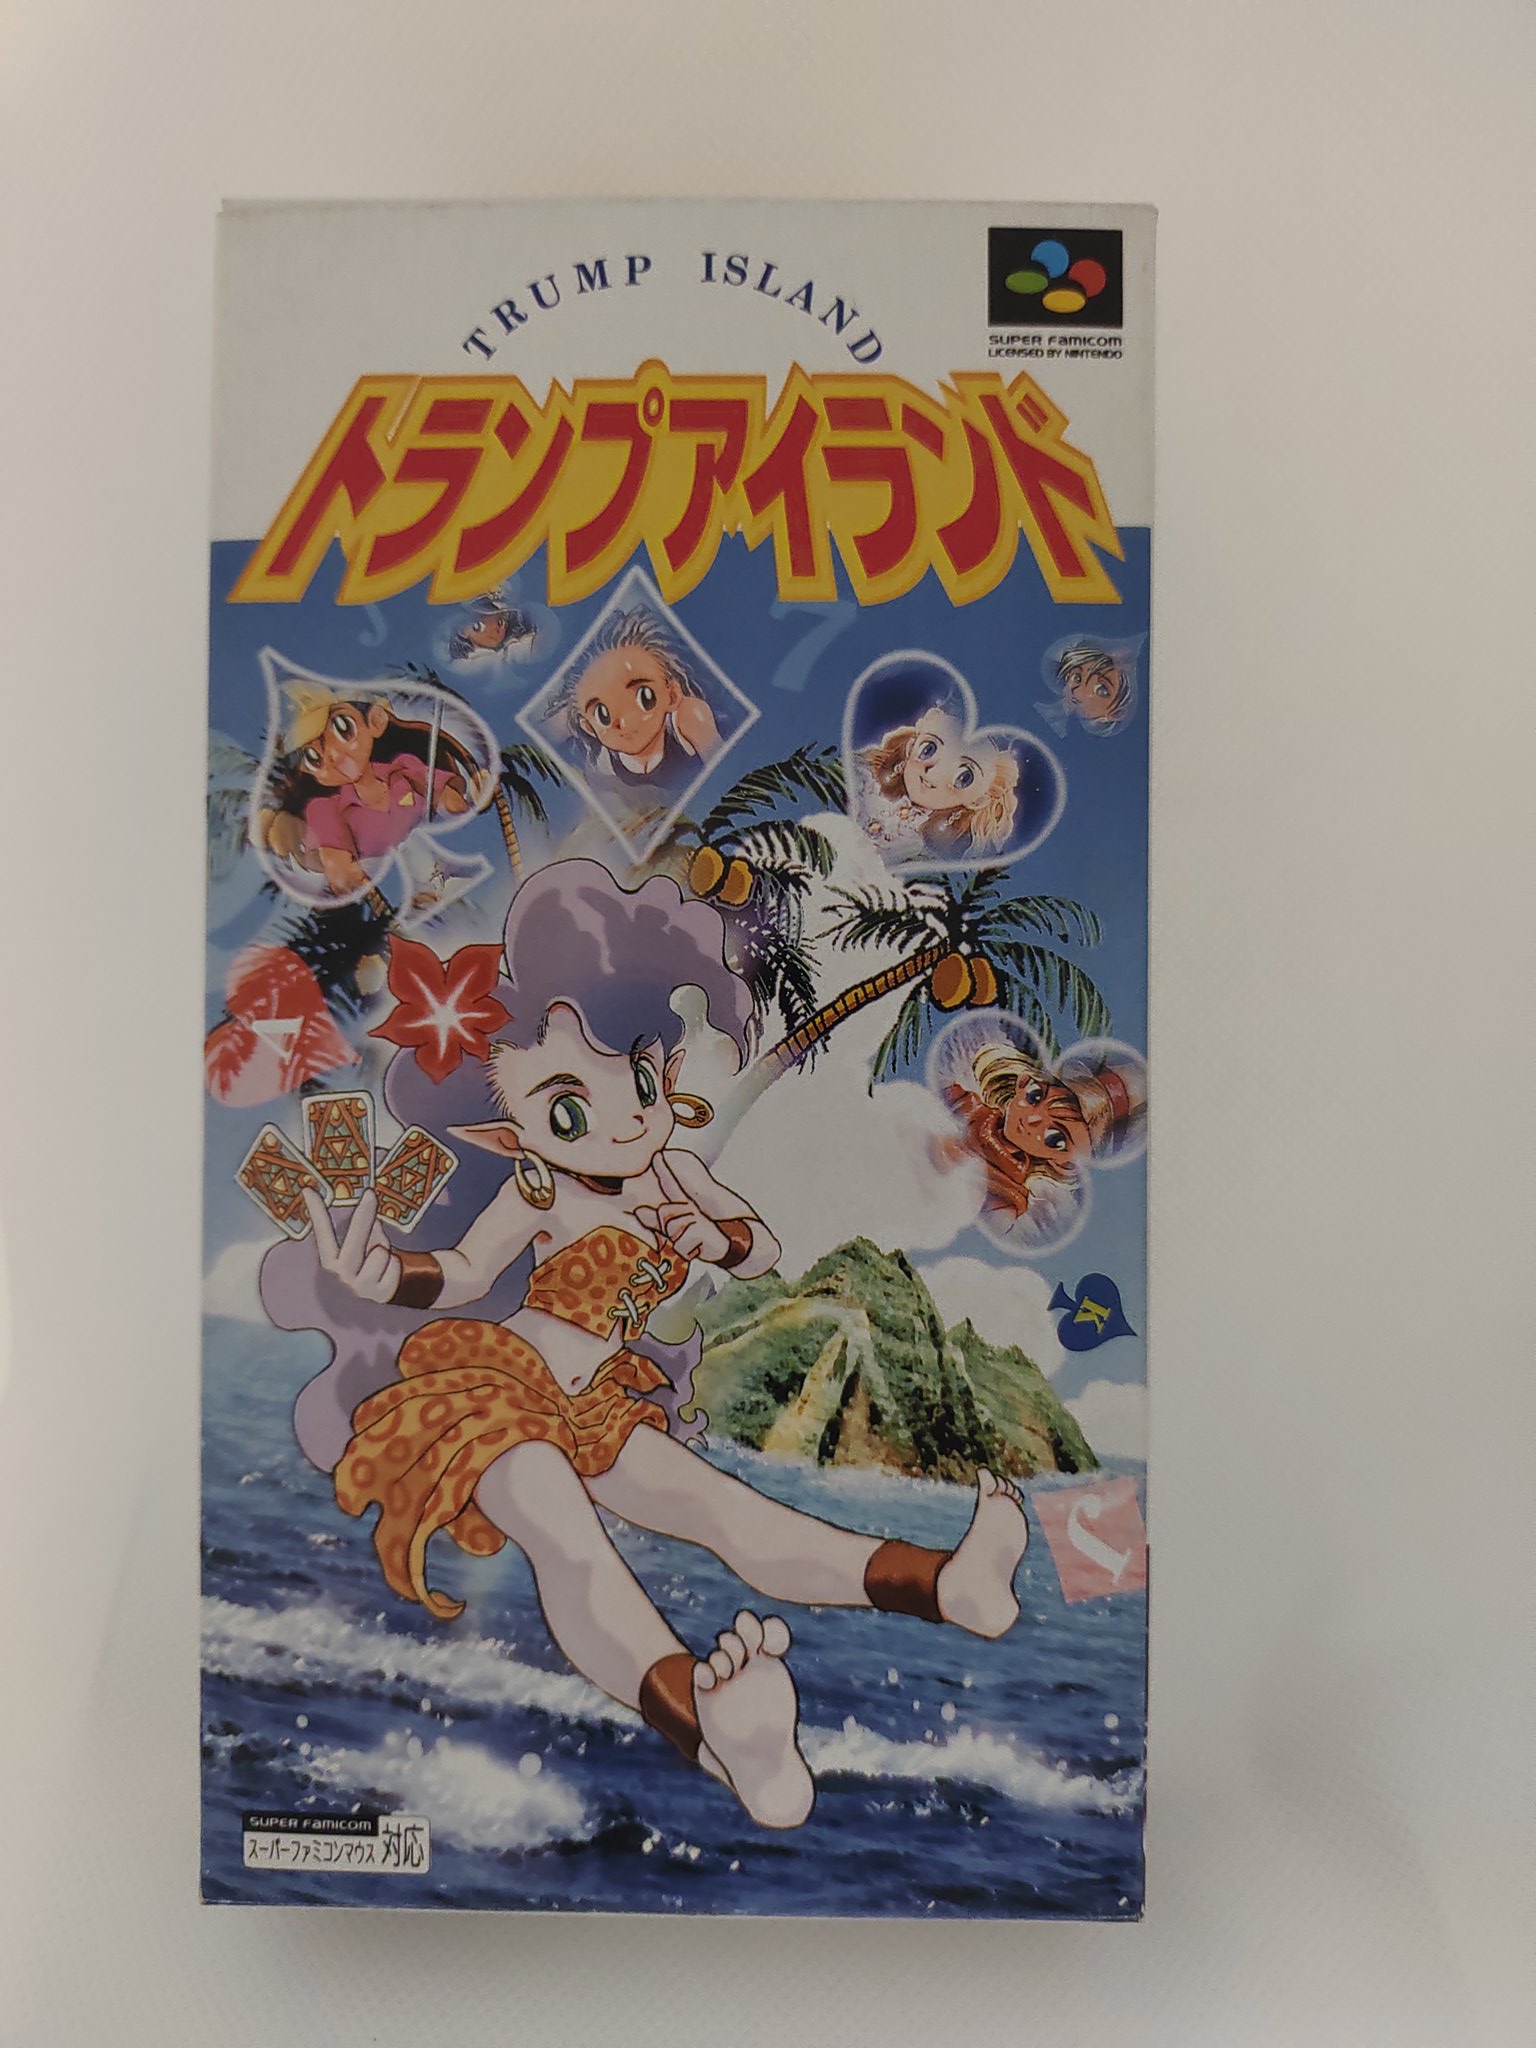 TRUMP ISLAND
SUPER FAMICOM
LICENSED BY NINTENDO
トランプアイランド
J
7
A
K
J
SUPER FAMICOM
スーパーファミコンマウス対応